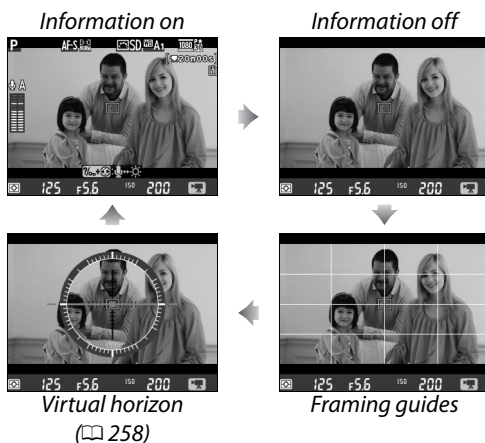 Information on
Information off
P AF-S SD WB A1 1080
[20m00s]
A
125 F5.6 ISO 200
125 F5.6 ISO 200
125 F5.6 ISO 200
125 F5.6 ISO 200
Virtual horizon
Framing guides
(258)